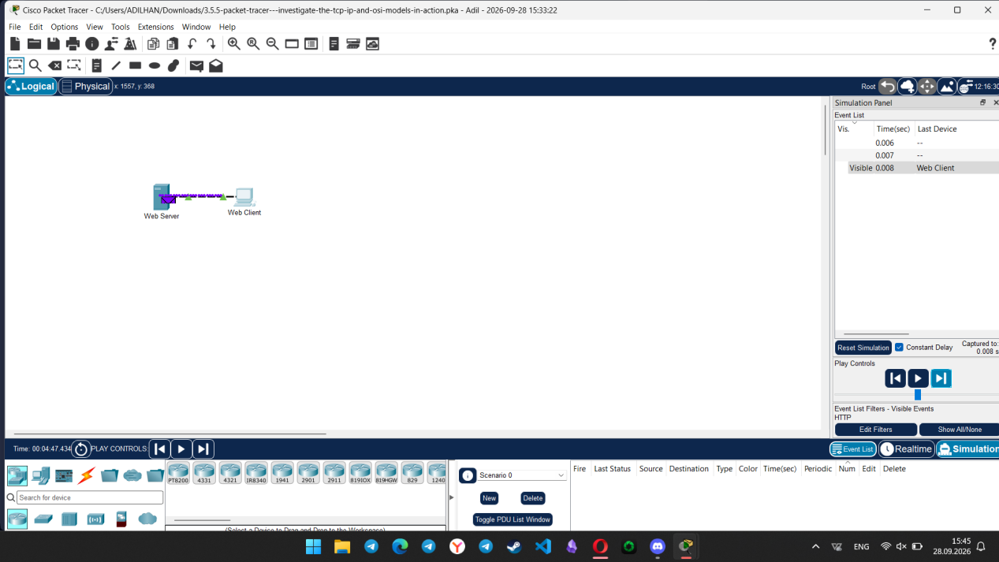 Cisco Packet Tracer - C:/Users/ADILHAN/Downloads/3.5.5-packet-tracer---investigate-the-tcp-ip-and-osi-models-in-action.pka - Adil - 2026-09-28 15:33:22
File Edit Options View Tools Extensions Window Help
?
Logical Physical x: 1557, y: 368 Root 12:16:30
Simulation Panel
Event List
Vis. Time(sec) Last Device
0.006 --
0.007 --
Visible 0.008 Web Client
Web Server
Web Client
Reset Simulation Constant Delay Captured to:
0.008 s
Play Controls
Event List Filters - Visible Events
HTTP
Edit Filters Show All/None
Time: 00:04:47.434 PLAY CONTROLS: Event List Realtime Simulation
PT8200 4331 4321 IR8340 1941 2901 2911 819IOX 819HGW 829 1240
Search for device
(Select a Device to Drag and Drop to the Workspace)
Scenario 0
New Delete
Toggle PDU List Window
Fire Last Status Source Destination Type Color Time(sec) Periodic Num Edit Delete
ENG 15:45
28.09.2026